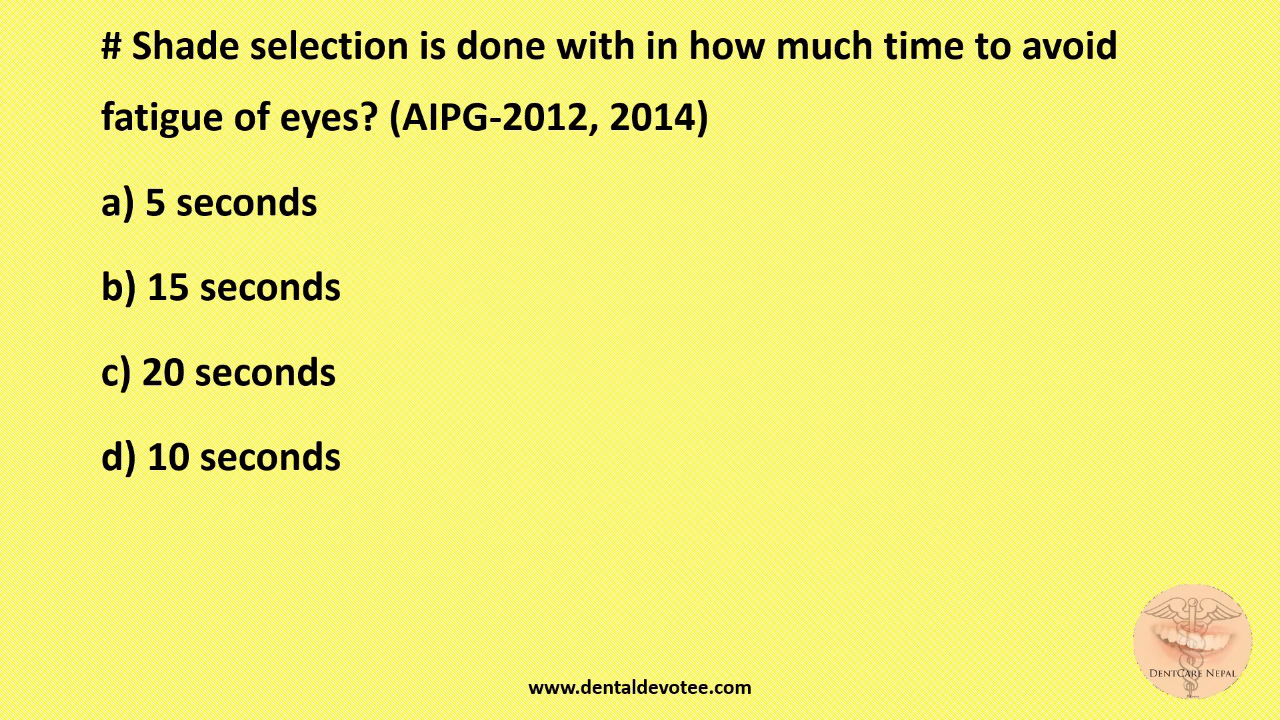 # Shade selection is done with in how much time to avoid
fatigue of eyes? (AIPG-2012, 2014)
a) 5 seconds
b) 15 seconds
c) 20 seconds
d) 10 seconds
DENTCARE NEPAL
www.dentaldevotee.com